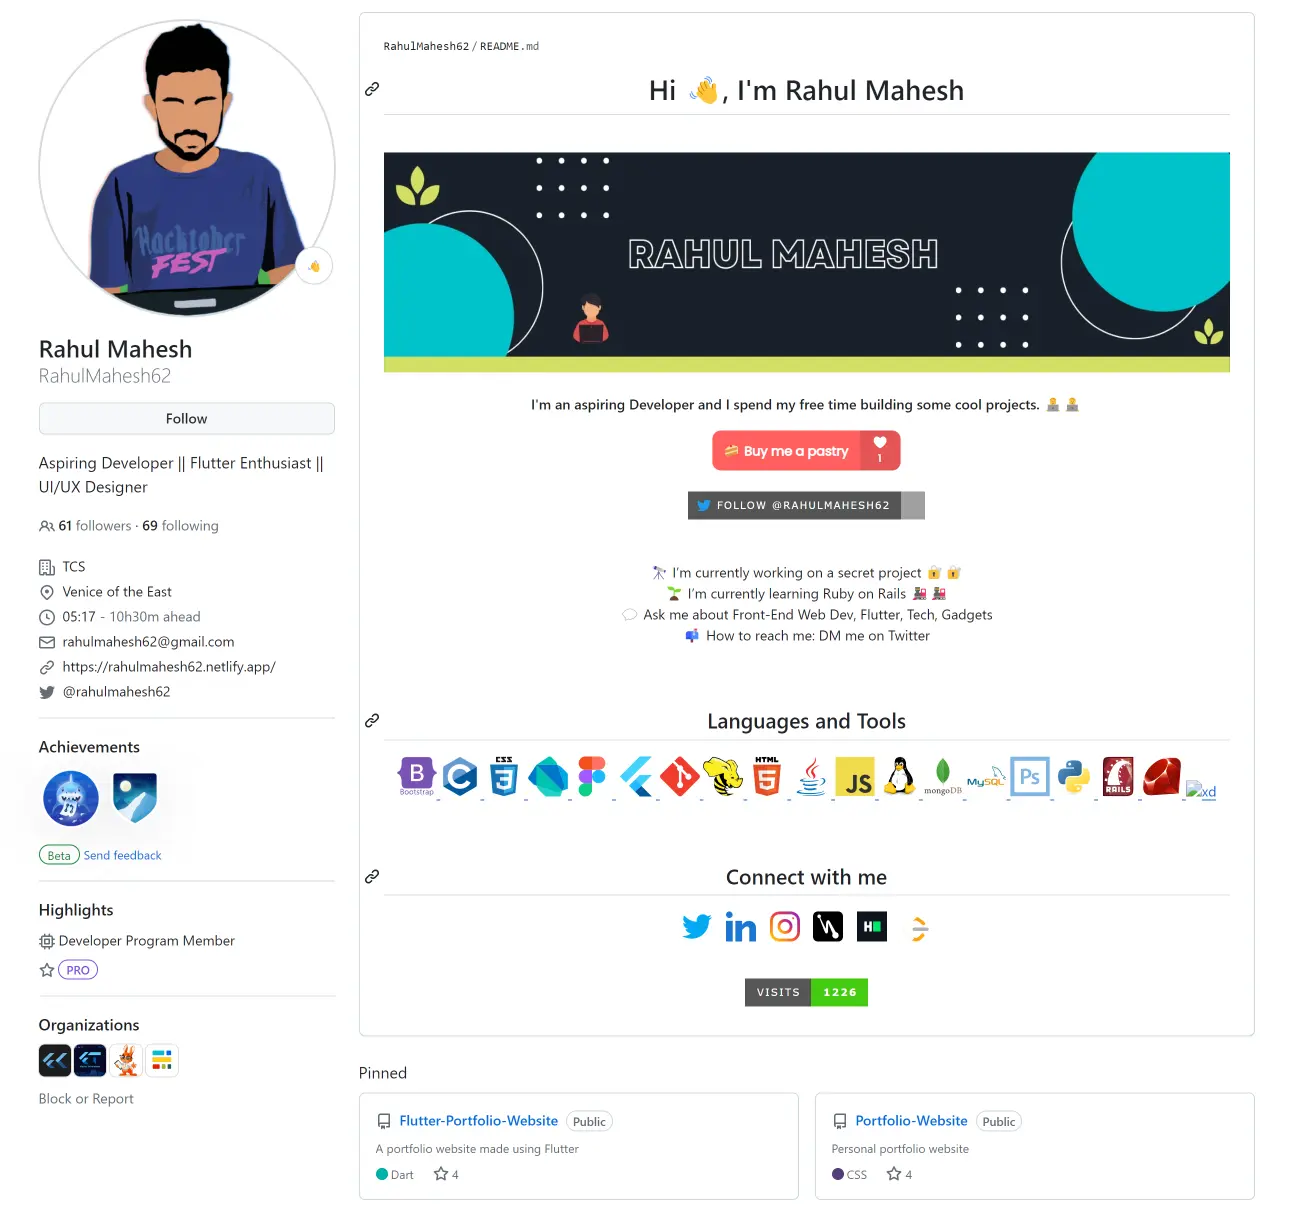 Hacktober
FEST
Rahul Mahesh
RahulMahesh62
Follow
Aspiring Developer || Flutter Enthusiast ||
UI/UX Designer
61 followers · 69 following
TCS
Venice of the East
05:17 - 10h30m ahead
rahulmahesh62@gmail.com
https://rahulmahesh62.netlify.app/
@rahulmahesh62
Achievements
Beta Send feedback
Highlights
Developer Program Member
PRO
Organizations
Block or Report
RahulMahesh62 / README.md
Hi 👋, I'm Rahul Mahesh
RAHUL MAHESH
I'm an aspiring Developer and I spend my free time building some cool projects. 👨‍💻 👨‍💻
🍰 Buy me a pastry
1
FOLLOW @RAHULMAHESH62
🔭 I’m currently working on a secret project 🔐 🔐
🌱 I’m currently learning Ruby on Rails 🚂 🚂
💬 Ask me about Front-End Web Dev, Flutter, Tech, Gadgets
📫 How to reach me: DM me on Twitter
Languages and Tools
B Bootstrap C CSS 3 HTML 5 Java JS mongoDB MySQL Ps RAILS xd
Connect with me
in H
VISITS 1226
Pinned
Flutter-Portfolio-Website Public
A portfolio website made using Flutter
Dart 4
Portfolio-Website Public
Personal portfolio website
CSS 4